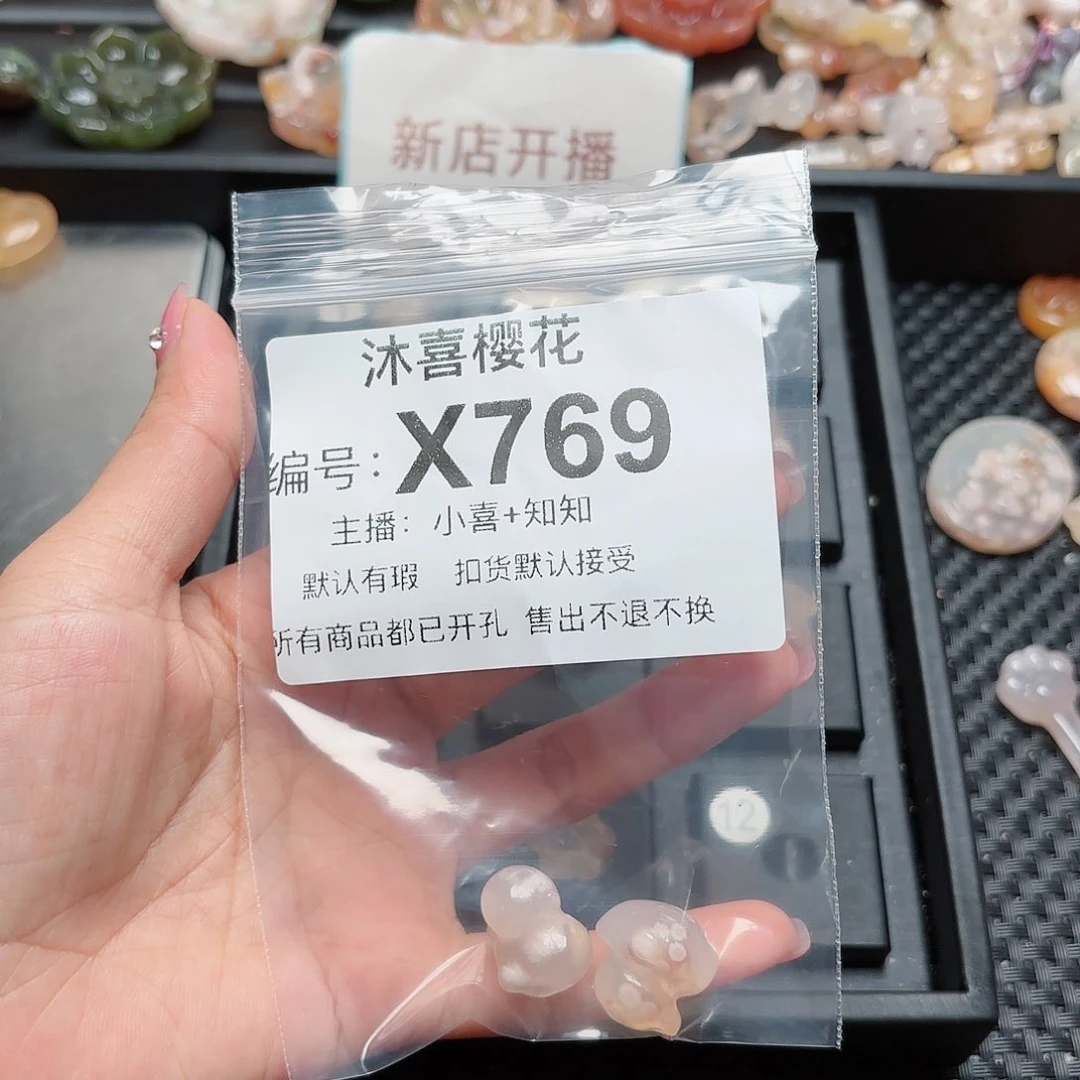 新店开播
沐喜樱花
编号：X769
主播：小喜+知知
默认有瑕 扣货默认接受
所有商品都已开孔 售出不退不换
12